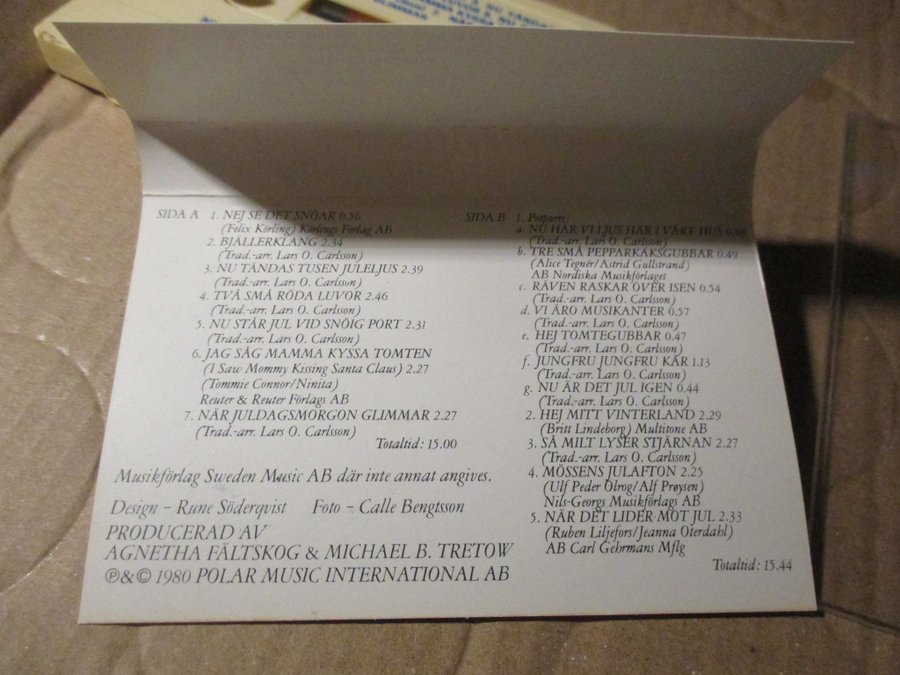 SIDA A 1. NEJ SE DET SNÖAR 0.56
(Felix Körling) Körlings Förlag AB
2. BJÄLLERKLANG 2.34
(Trad.-arr. Lars O. Carlsson)
3. NU TÄNDAS TUSEN JULELJUS 2.39
(Trad.-arr. Lars O. Carlsson)
4. TVÅ SMÅ RÖDA LUVOR 2.46
(Trad.-arr. Lars O. Carlsson)
5. NU STÅR JUL VID SNÖIG PORT 2.31
(Trad.-arr. Lars O. Carlsson)
6. JAG SÅG MAMMA KYSSA TOMTEN
(I Saw Mommy Kissing Santa Claus) 2.27
(Tommie Connor/Ninita)
Reuter & Reuter Förlags AB
7. NÄR JULDAGSMORGON GLIMMAR 2.27
(Trad.-arr. Lars O. Carlsson)
Totaltid: 15.00
SIDA B 1. Potpurri:
a. NU HAR VI LJUS HÄR I VÅRT HUS
(Trad.-arr. Lars O. Carlsson)
b. TRE SMÅ PEPPARKAKSGUBBAR 0.49
(Alice Tegnér/Astrid Gullstrand)
AB Nordiska Musikförlaget
c. RÄVEN RASKAR ÖVER ISEN 0.54
(Trad.-arr. Lars O. Carlsson)
d. VI ÄRO MUSIKANTER 0.57
(Trad.-arr. Lars O. Carlsson)
e. HEJ TOMTEGUBBAR 0.47
(Trad.-arr. Lars O. Carlsson)
f. JUNGFRU JUNGFRU KÄR 1.13
(Trad.-arr. Lars O. Carlsson)
g. NU ÄR DET JUL IGEN 0.44
(Trad.-arr. Lars O. Carlsson)
2. HEJ MITT VINTERLAND 2.29
(Britt Lindeborg) Multitone AB
3. SÅ MILT LYSER STJÄRNAN 2.27
(Trad.-arr. Lars O. Carlsson)
4. MÖSSENS JULAFTON 2.25
(Ulf Peder Olrog/Alf Prøysen)
Nils-Georgs Musikförlags AB
5. NÄR DET LIDER MOT JUL 2.33
(Ruben Liljefors/Jeanna Oterdahl)
AB Carl Gehrmans Mflg
Totaltid: 15.44
Musikförlag Sweden Music AB där inte annat angives.
Design – Rune Söderqvist Foto – Calle Bengtsson
PRODUCERAD AV
AGNETHA FÄLTSKOG & MICHAEL B. TRETOW
℗&© 1980 POLAR MUSIC INTERNATIONAL AB